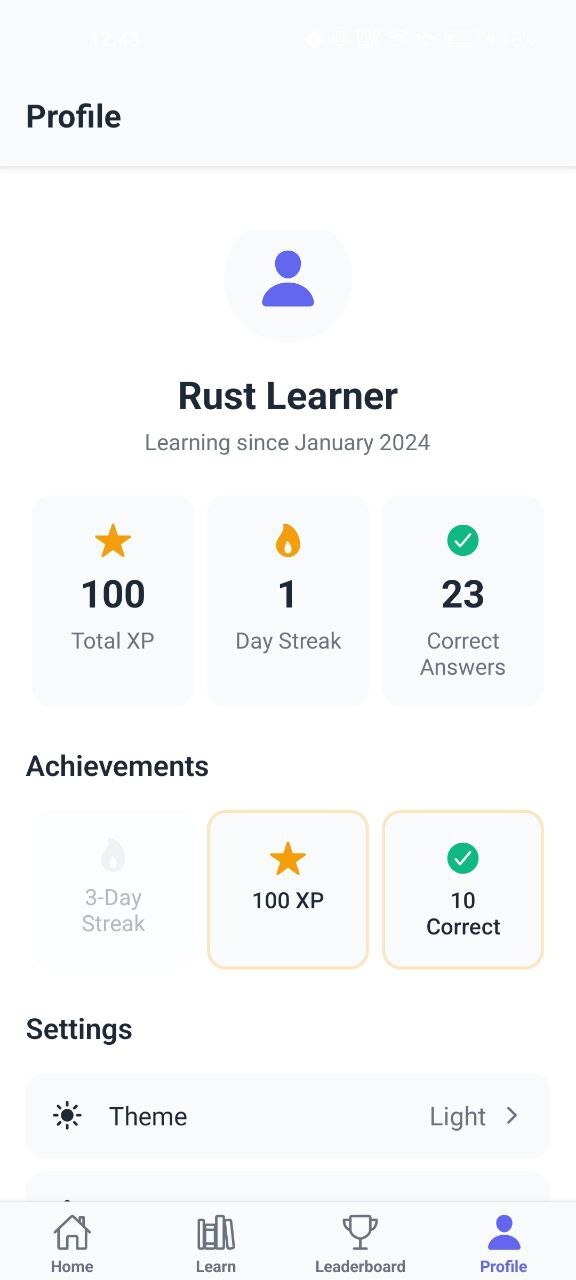 12.43
18%
Profile
Rust Learner
Learning since January 2024
100
Total XP
1
Day Streak
23
Correct
Answers
Achievements
3-Day
Streak
100 XP
10
Correct
Settings
Theme
Light
Home
Learn
Leaderboard
Profile